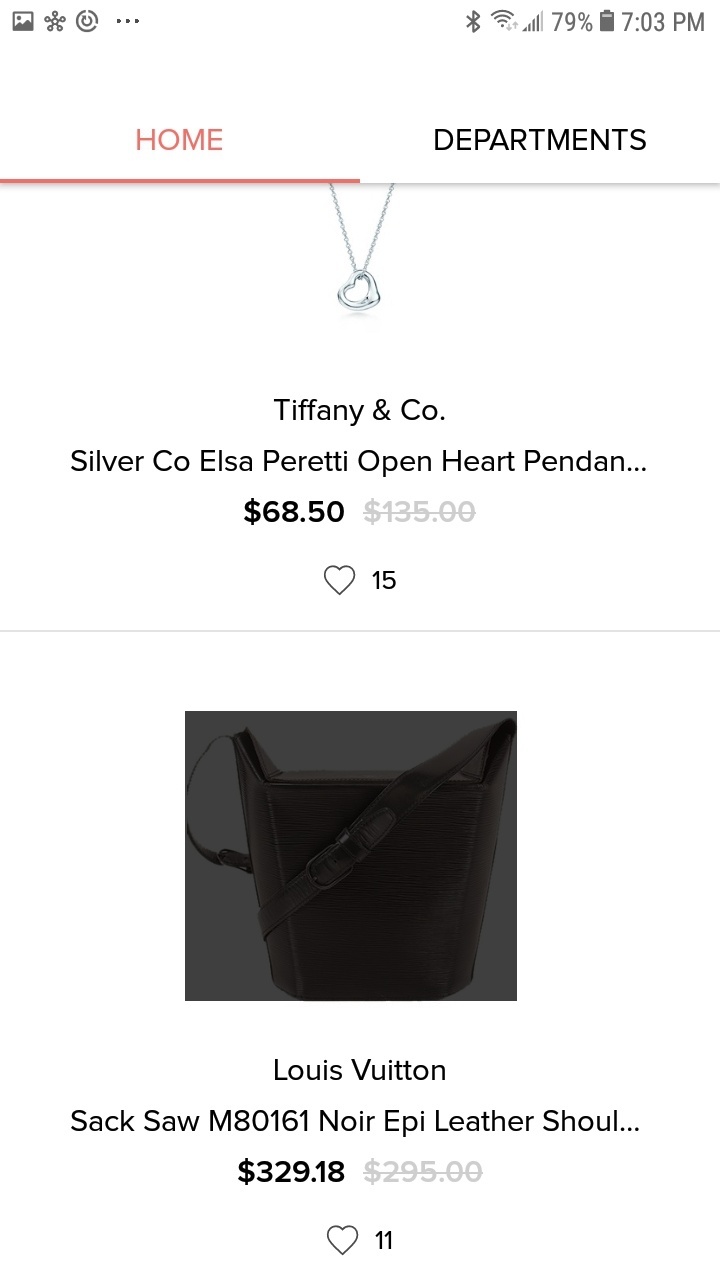 79% 7:03 PM
HOME DEPARTMENTS
Tiffany & Co.
Silver Co Elsa Peretti Open Heart Pendan...
$68.50 $135.00
15
Louis Vuitton
Sack Saw M80161 Noir Epi Leather Shoul...
$329.18 $295.00
11